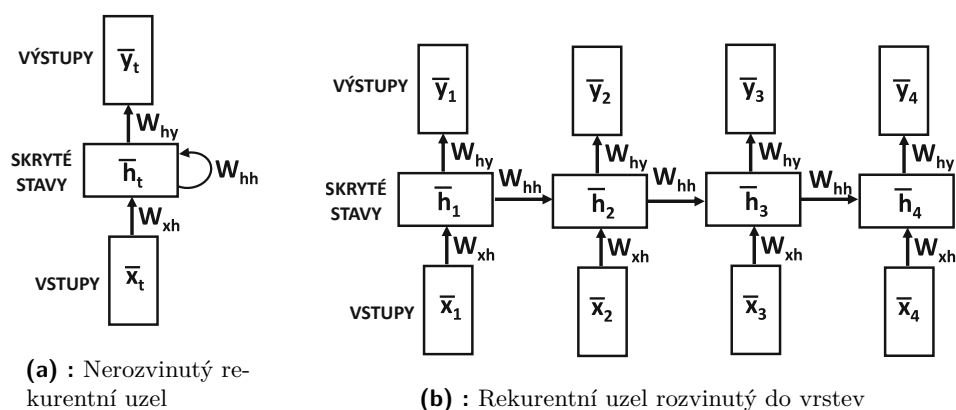 VÝSTUPY
y̅t
Why
SKRYTÉ
STAVY
h̅t
Whh
Wxh
VSTUPY
x̅t
(a) : Nerozvinutý re-
kurentní uzel
VÝSTUPY
y̅1 y̅2 y̅3 y̅4
Why Why Why Why
SKRYTÉ
STAVY
h̅1 Whh h̅2 Whh h̅3 Whh h̅4
Wxh Wxh Wxh Wxh
VSTUPY
x̅1 x̅2 x̅3 x̅4
(b) : Rekurentní uzel rozvinutý do vrstev